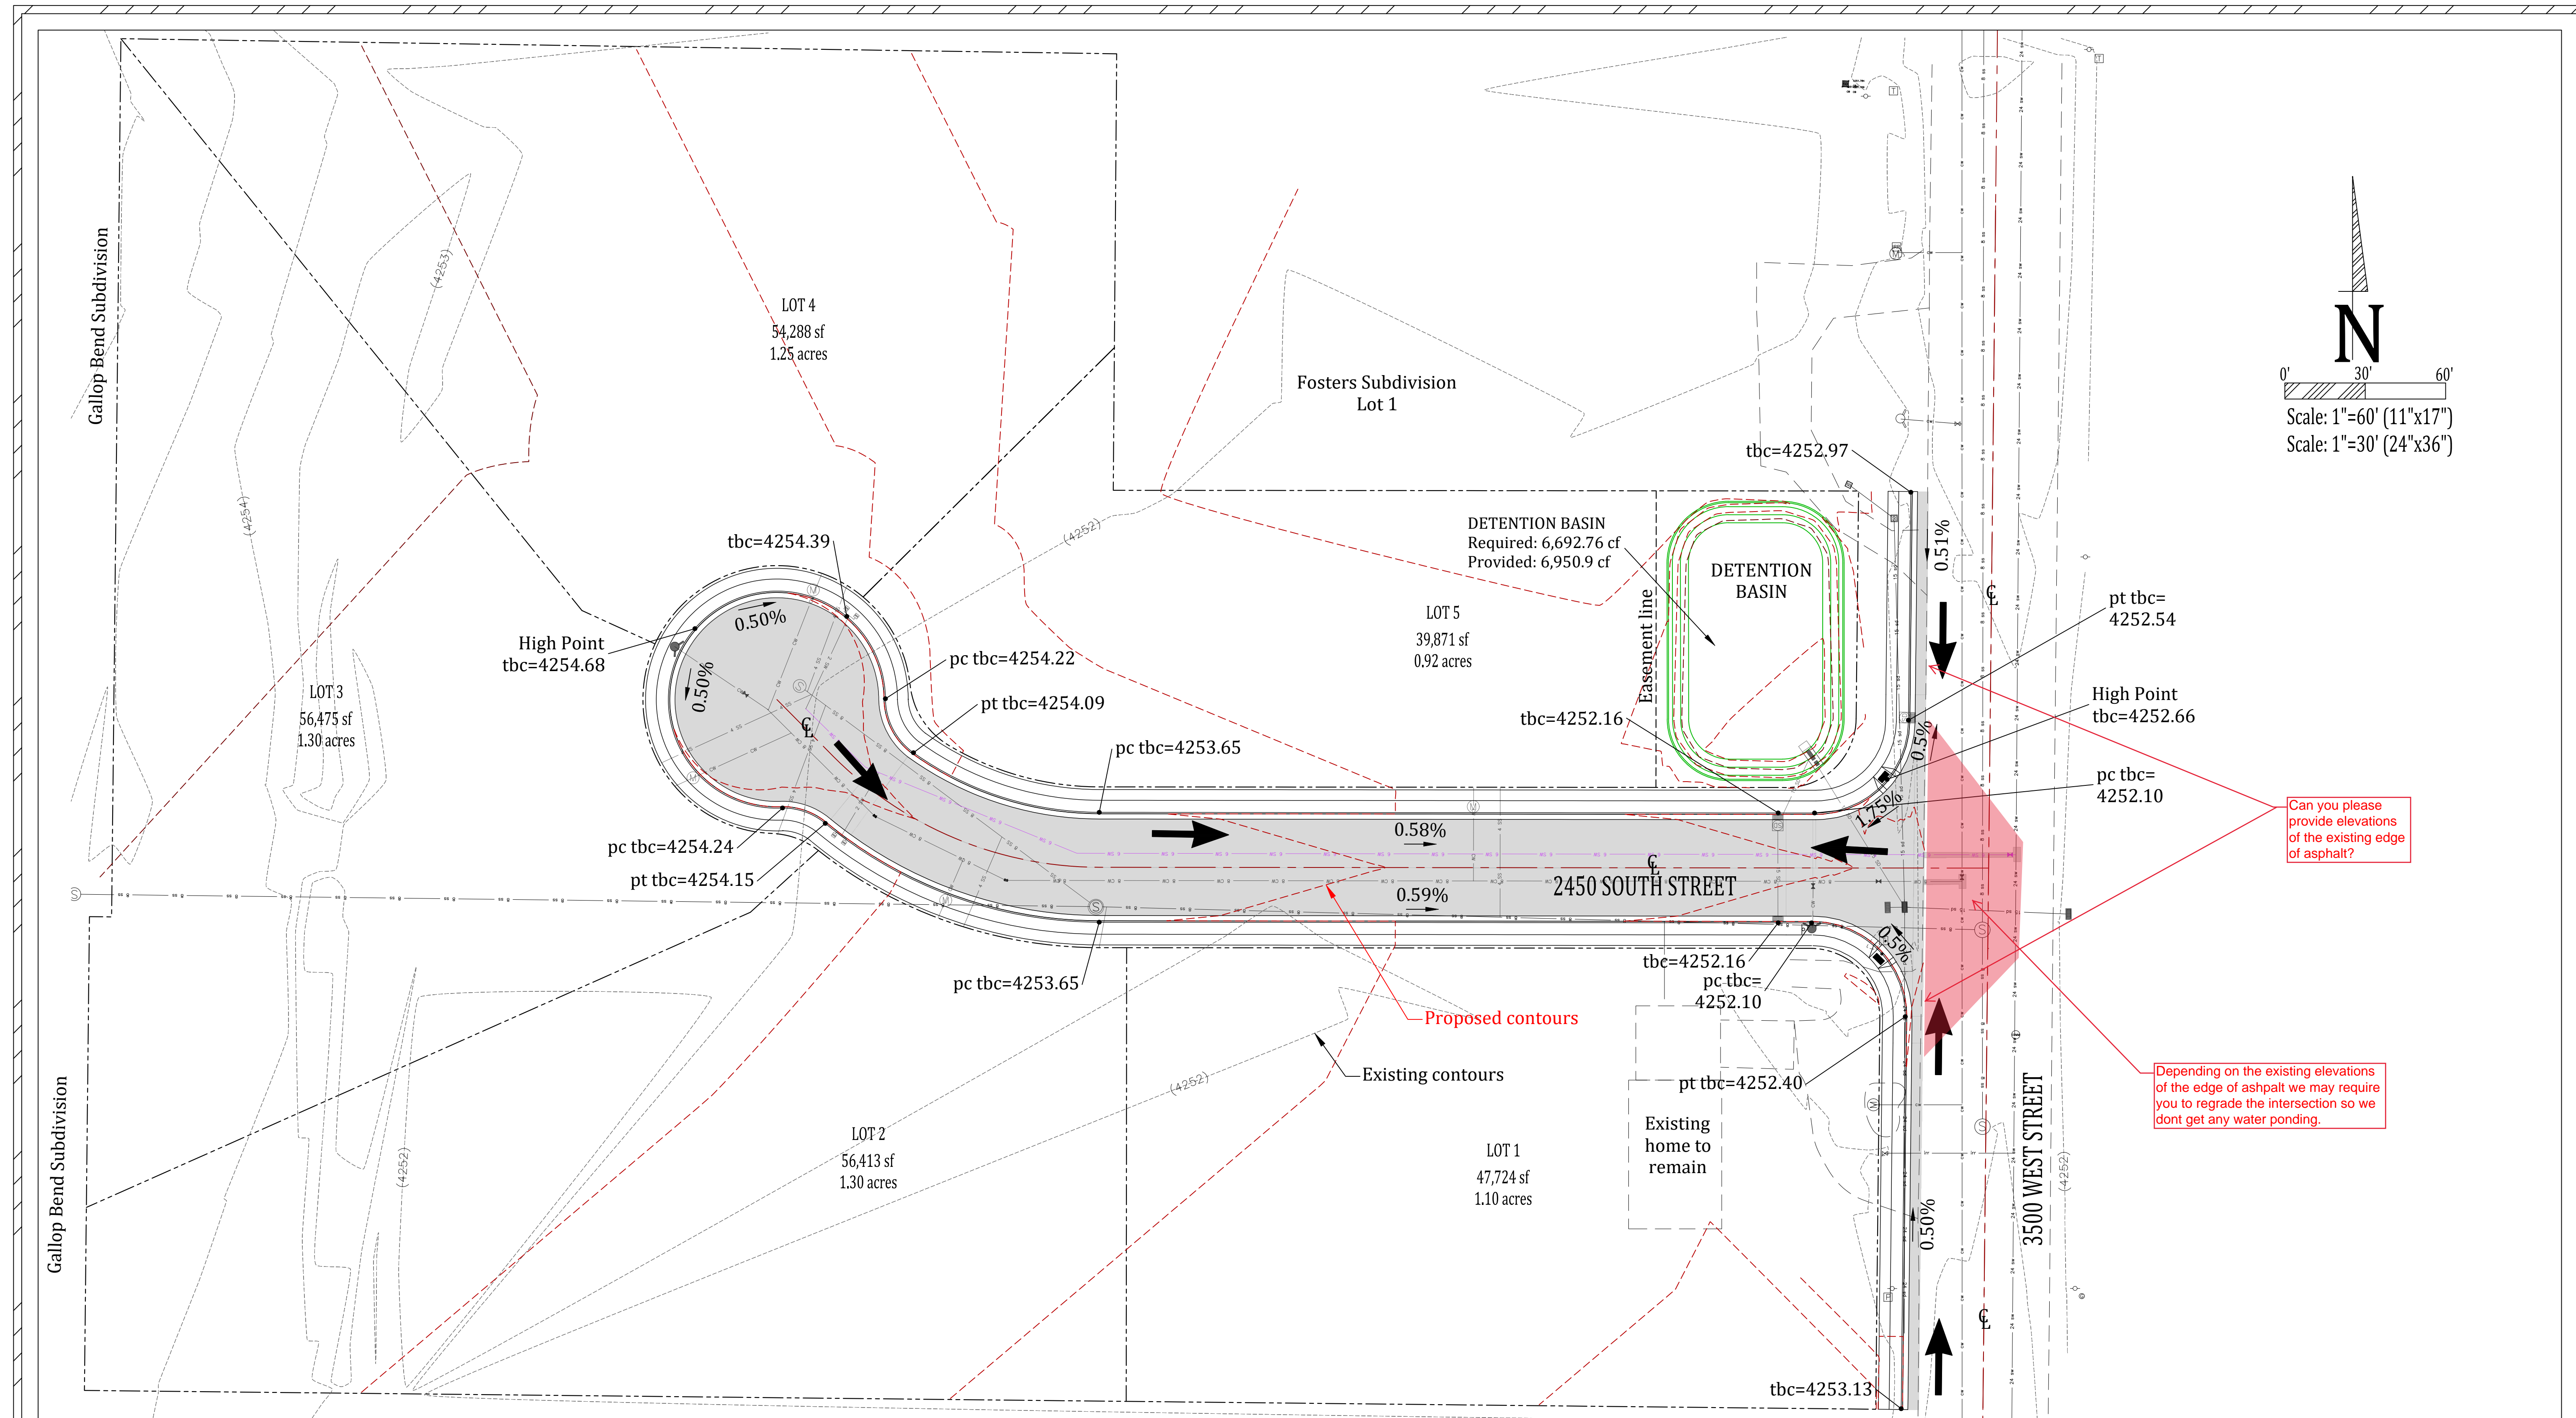 Gallop Bend Subdivision
(4253)
(4254)
LOT 4
54,288 sf
1.25 acres
Fosters Subdivision
Lot 1
N
0' 30' 60'
Scale: 1"=60' (11"x17")
Scale: 1"=30' (24"x36")
tbc=4252.97
(4252)
tbc=4254.39
DETENTION BASIN
Required: 6,692.76 cf
Provided: 6,950.9 cf
DETENTION
BASIN
0.51%
pt tbc=
4252.54
0.50%
High Point
tbc=4254.68
0.50%
LOT 5
39,871 sf
0.92 acres
Easement line
pc tbc=4254.22
pt tbc=4254.09
High Point
tbc=4252.66
LOT 3
56,475 sf
1.30 acres
tbc=4252.16
0.5%
pc tbc=4253.65
pc tbc=
4252.10
1.75%
Can you please
provide elevations
of the existing edge
of asphalt?
0.58%
pc tbc=4254.24
pt tbc=4254.15
2450 SOUTH STREET
0.59%
0.5%
tbc=4252.16
pc tbc=
4252.10
pc tbc=4253.65
Proposed contours
Existing contours
(4252)
pt tbc=4252.40
Depending on the existing elevations
of the edge of ashpalt we may require
you to regrade the intersection so we
dont get any water ponding.
Gallop Bend Subdivision
(4252)
LOT 2
56,413 sf
1.30 acres
LOT 1
47,724 sf
1.10 acres
Existing
home to
remain
3500 WEST STREET
(4252)
0.50%
tbc=4253.13